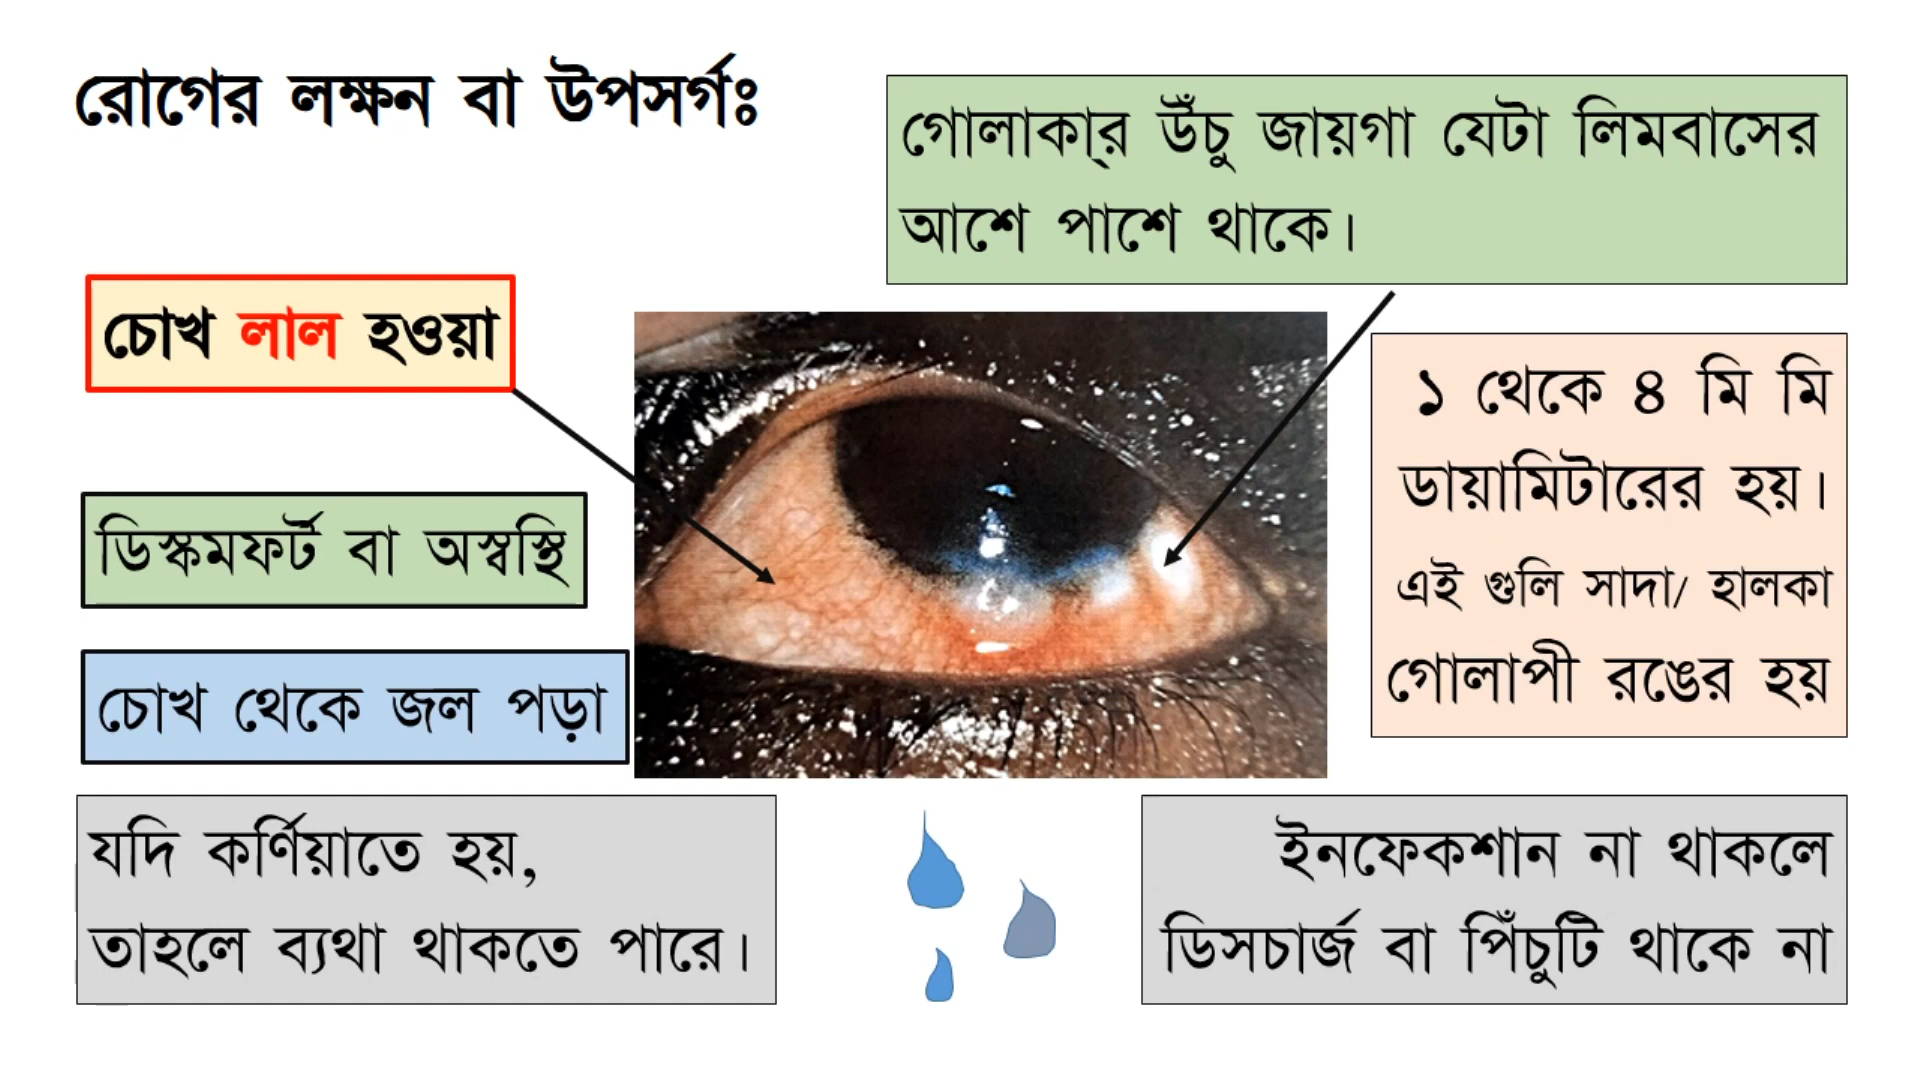 রোগের লক্ষন বা উপসর্গঃ
গোলাকা্র উঁচু জায়গা যেটা লিমবাসের
আশে পাশে থাকে।
চোখ লাল হওয়া
১ থেকে ৪ মি মি
ডায়ামিটারের হয়।
এই গুলি সাদা/ হালকা
গোলাপী রঙের হয়
ডিস্কমফর্ট বা অস্বস্থি
চোখ থেকে জল পড়া
যদি কর্ণিয়াতে হয়,
তাহলে ব্যথা থাকতে পারে।
ইনফেকশান না থাকলে
ডিসচার্জ বা পিঁচুটি থাকে না